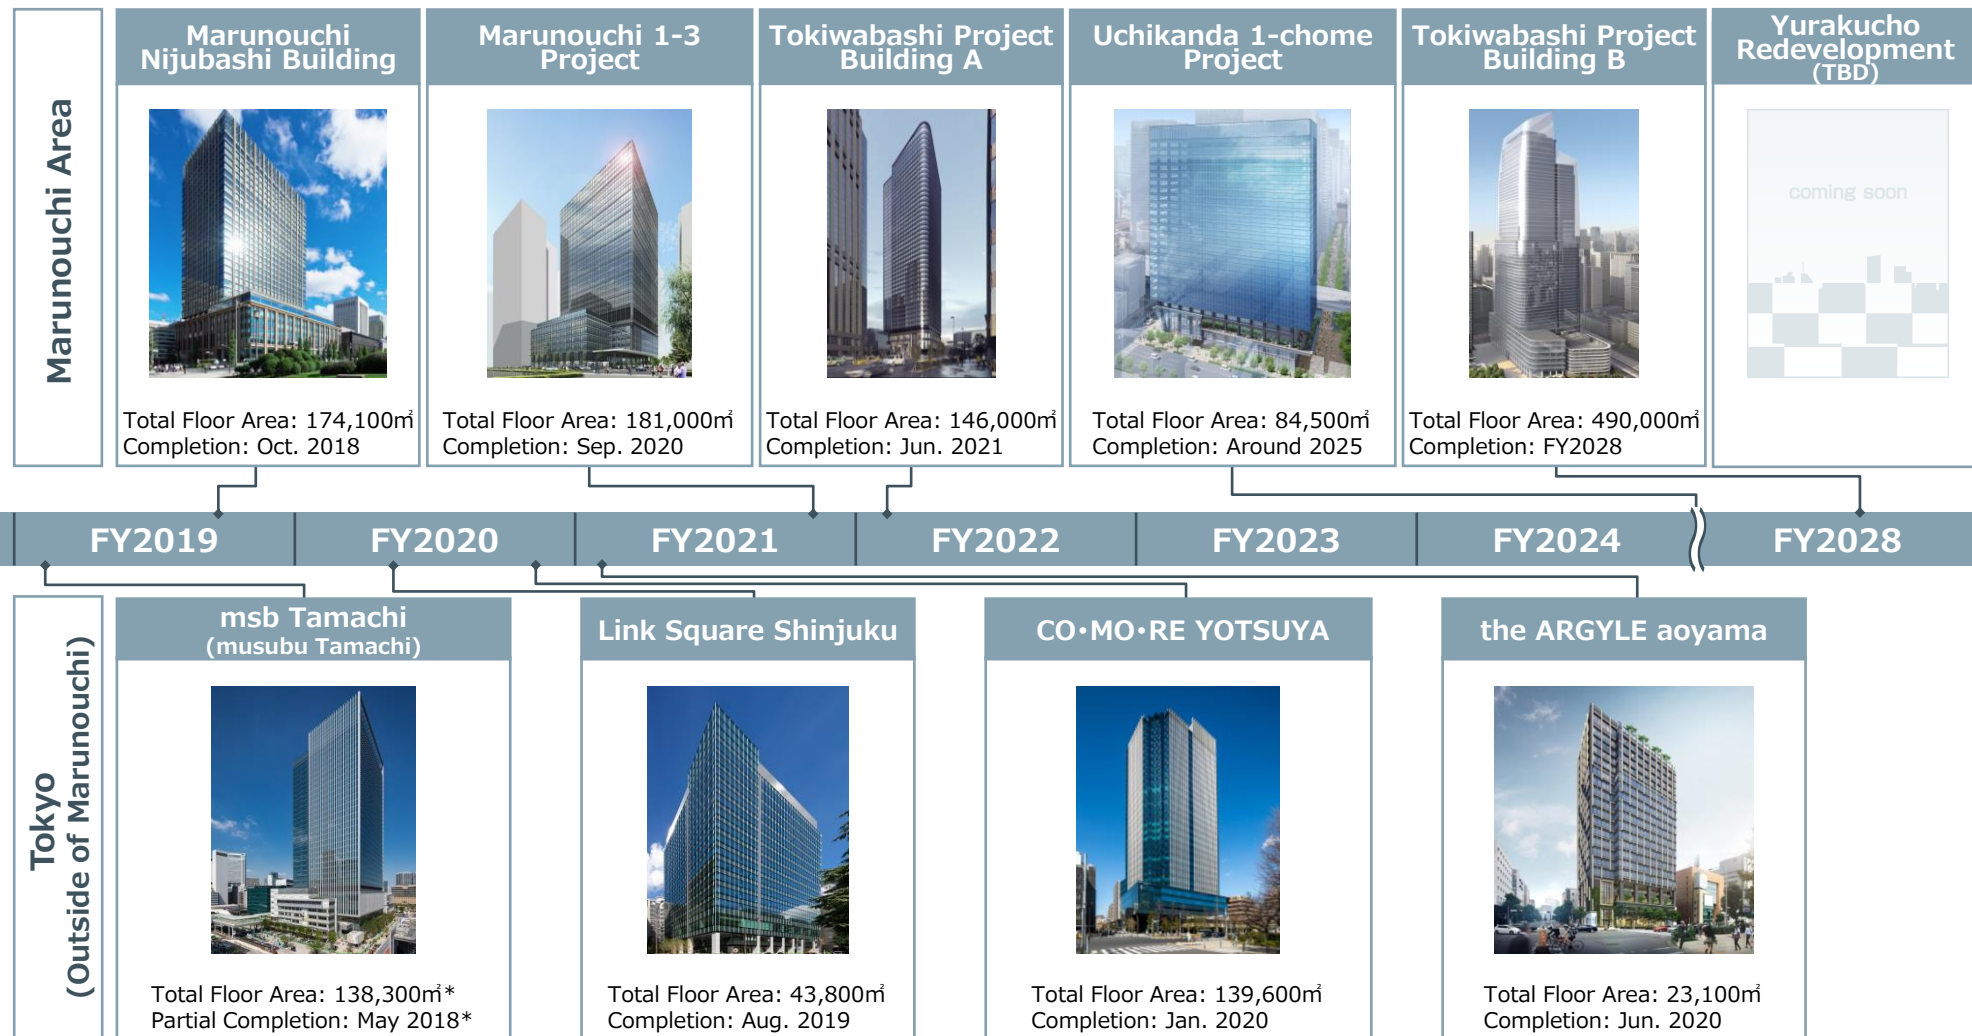 Marunouchi Area
Marunouchi
Nijubashi Building
Total Floor Area: 174,100㎡
Completion: Oct. 2018
Marunouchi 1-3
Project
Total Floor Area: 181,000㎡
Completion: Sep. 2020
Tokiwabashi Project
Building A
Total Floor Area: 146,000㎡
Completion: Jun. 2021
Uchikanda 1-chome
Project
Total Floor Area: 84,500㎡
Completion: Around 2025
Tokiwabashi Project
Building B
Total Floor Area: 490,000㎡
Completion: FY2028
Yurakucho
Redevelopment
(TBD)
coming soon
FY2019
FY2020
FY2021
FY2022
FY2023
FY2024
FY2028
Tokyo
(Outside of Marunouchi)
msb Tamachi
(musubu Tamachi)
Total Floor Area: 138,300㎡*
Partial Completion: May 2018*
Link Square Shinjuku
Total Floor Area: 43,800㎡
Completion: Aug. 2019
CO・MO・RE YOTSUYA
Total Floor Area: 139,600㎡
Completion: Jan. 2020
the ARGYLE aoyama
Total Floor Area: 23,100㎡
Completion: Jun. 2020